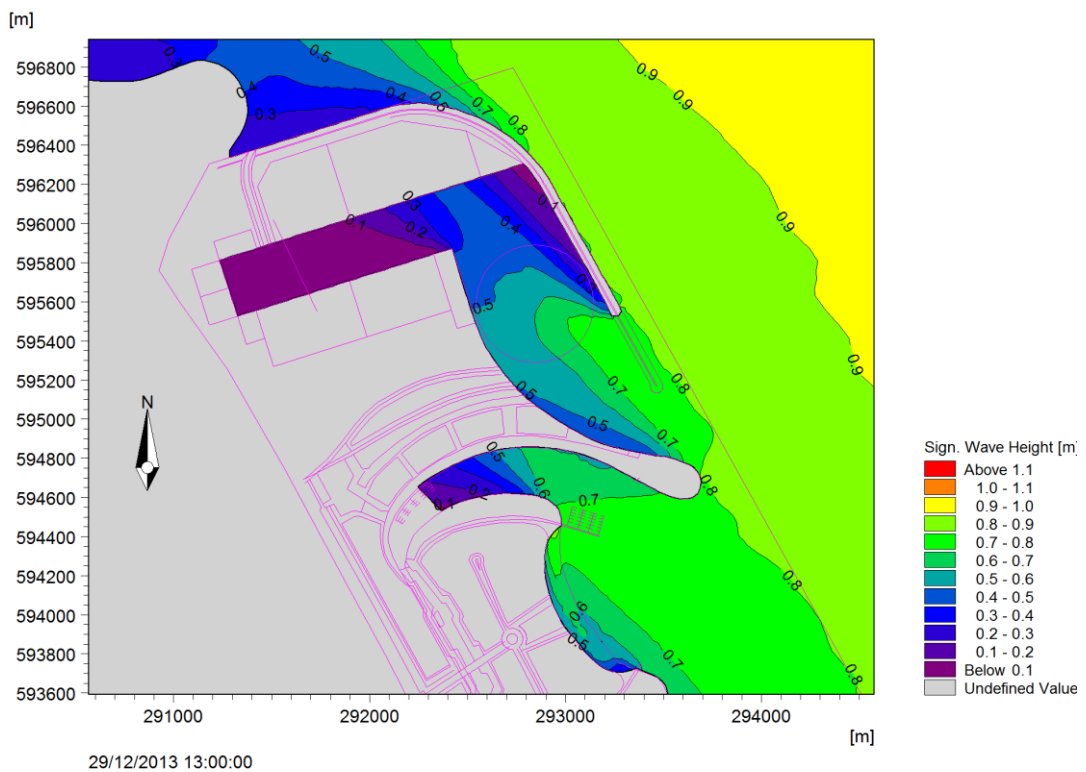 [m]
596800
596600
596400
596200
596000
595800
595600
595400
595200
595000
594800
594600
594400
594200
594000
593800
593600
291000 292000 293000 294000
[m]
29/12/2013 13:00:00
N
0.5
0.4
0.4
0.3
0.7
0.8
0.9
0.9
0.9
0.9
0.1
0.3
0.1
0.2
0.4
0.5
0.8
0.7
0.5
0.5
0.7
0.5
0.8
0.2
0.6
0.1
0.7
0.8
0.6
0.5
0.7
0.8
Sign. Wave Height [m]
Above 1.1
1.0 - 1.1
0.9 - 1.0
0.8 - 0.9
0.7 - 0.8
0.6 - 0.7
0.5 - 0.6
0.4 - 0.5
0.3 - 0.4
0.2 - 0.3
0.1 - 0.2
Below 0.1
Undefined Value